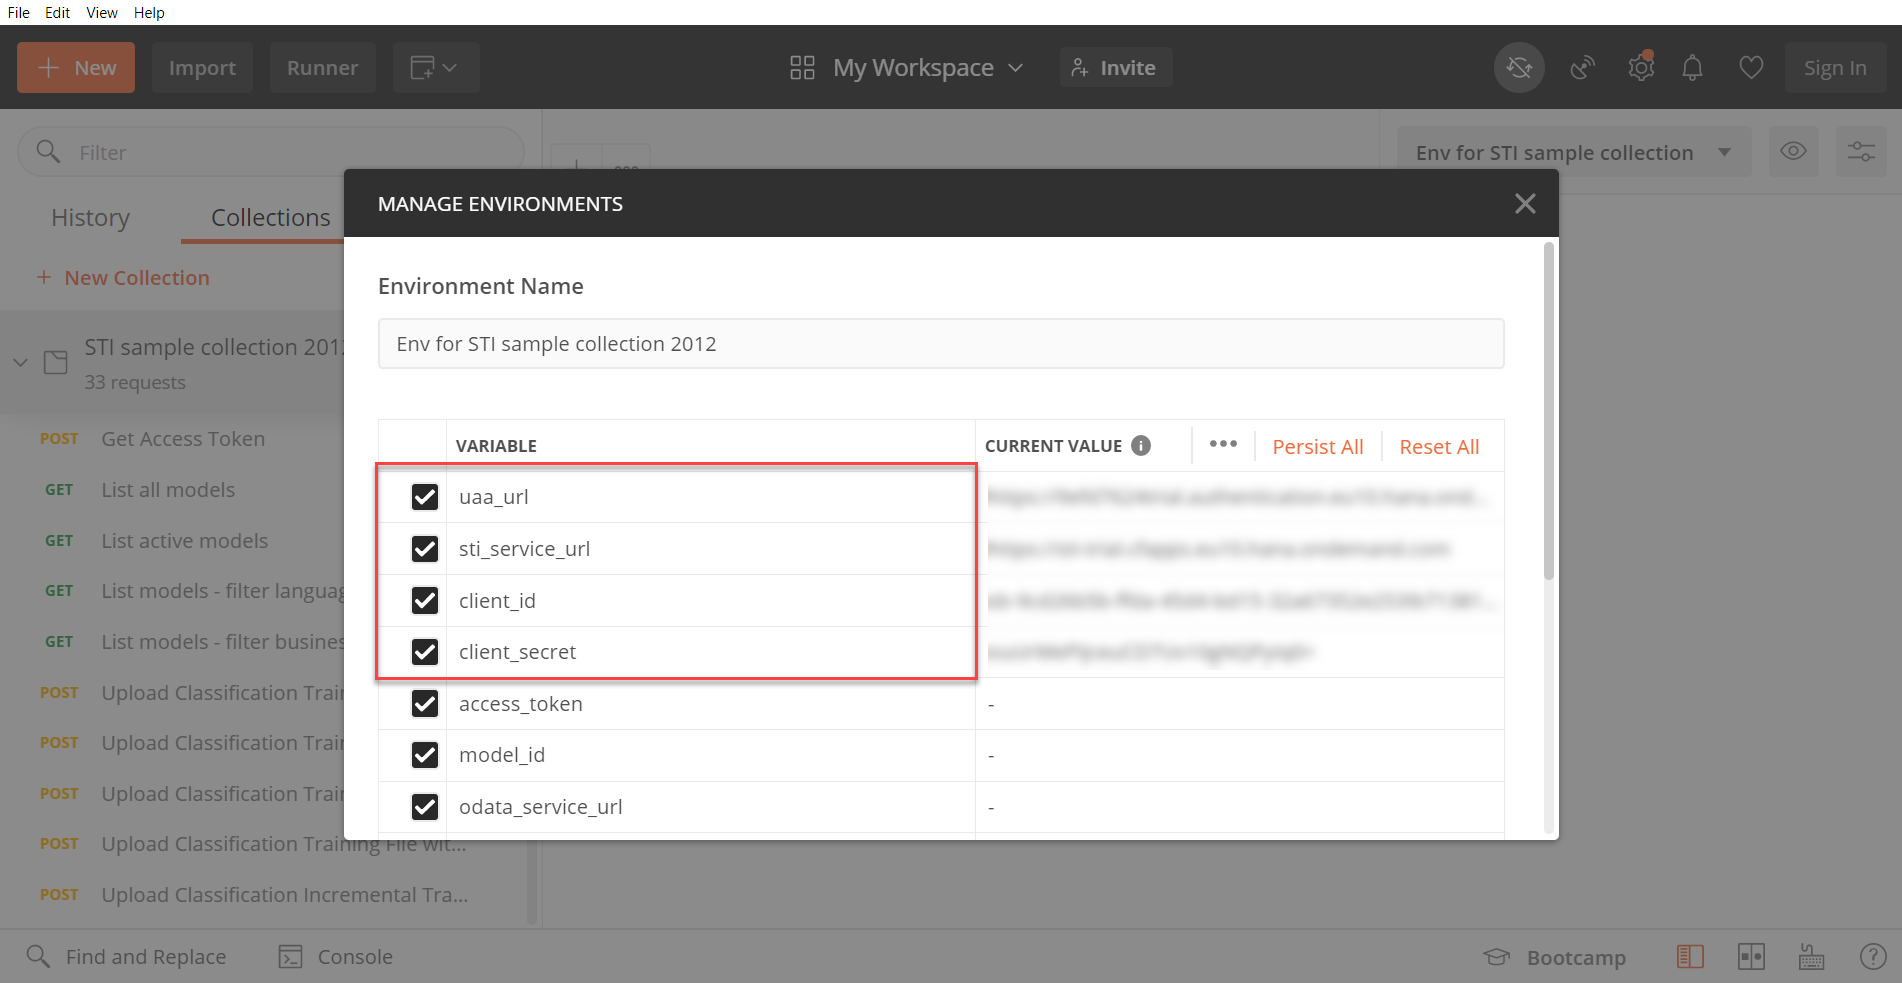 File Edit View Help
New Import Runner My Workspace Invite Sign In
Filter
Env for STI sample collection
History Collections
New Collection
STI sample collection 201
33 requests
POST Get Access Token
GET List all models
GET List active models
GET List models - filter languag
GET List models - filter busines
POST Upload Classification Trai
POST Upload Classification Trai
POST Upload Classification Trai
POST Upload Classification Training File wit...
POST Upload Classification Incremental Tra...
MANAGE ENVIRONMENTS
Environment Name
Env for STI sample collection 2012
VARIABLE CURRENT VALUE Persist All Reset All
uaa_url
sti_service_url
client_id
client_secret
access_token -
model_id -
odata_service_url -
Find and Replace Console Bootcamp